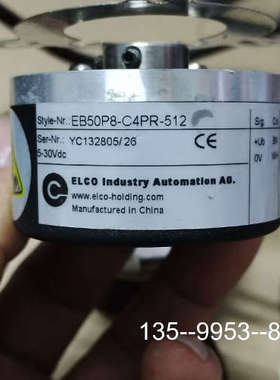 Style-Nr.: EB50P8-C4PR-512
Ser-Nr.: YC132805/26
5-30Vdc
CE
Sig.
+Ub
0V
ELCO Industry Automation AG.
www.elco-holding.com
Manufactured in China
135--9953--8